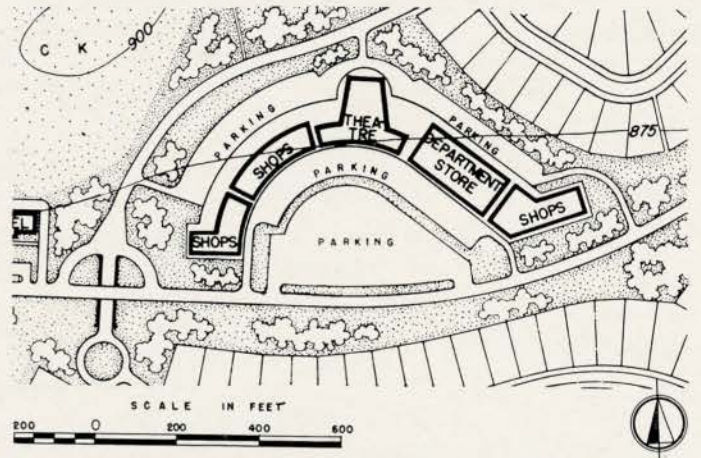 C K
900
PARKING
THEA-
TRE
PARKING
875
SHOPS
DEPARTMENT
STORE
PARKING
SHOPS
EL
SHOPS
PARKING
SCALE IN FEET
200 0 200 400 600